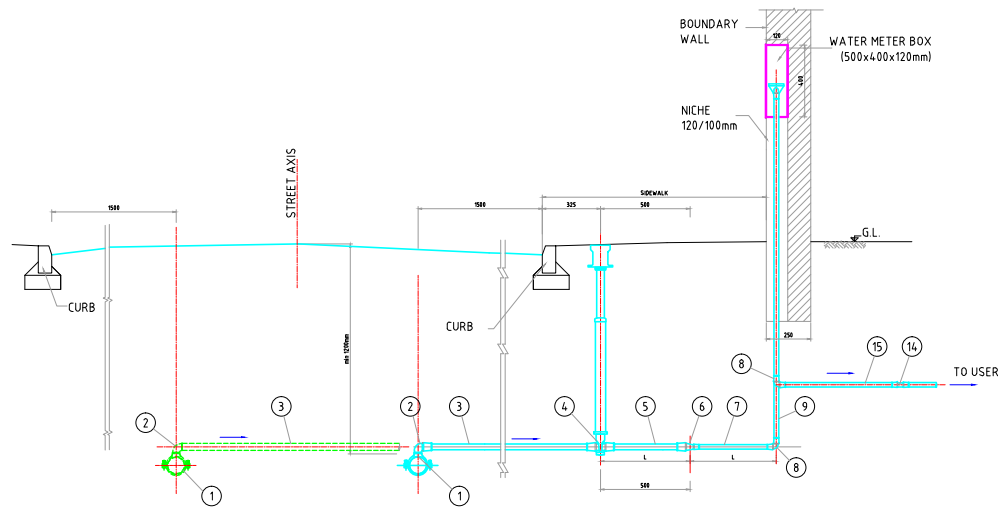 BOUNDARY
WALL
120
WATER METER BOX
(500x400x120mm)
400
NICHE
120/100mm
STREET AXIS
SIDEWALK
1500
1500
325
500
G.L.
CURB
CURB
min 1200mm
250
15
14
8
TO USER
2
3
2
3
4
5
6
7
9
8
L
L
1
1
500